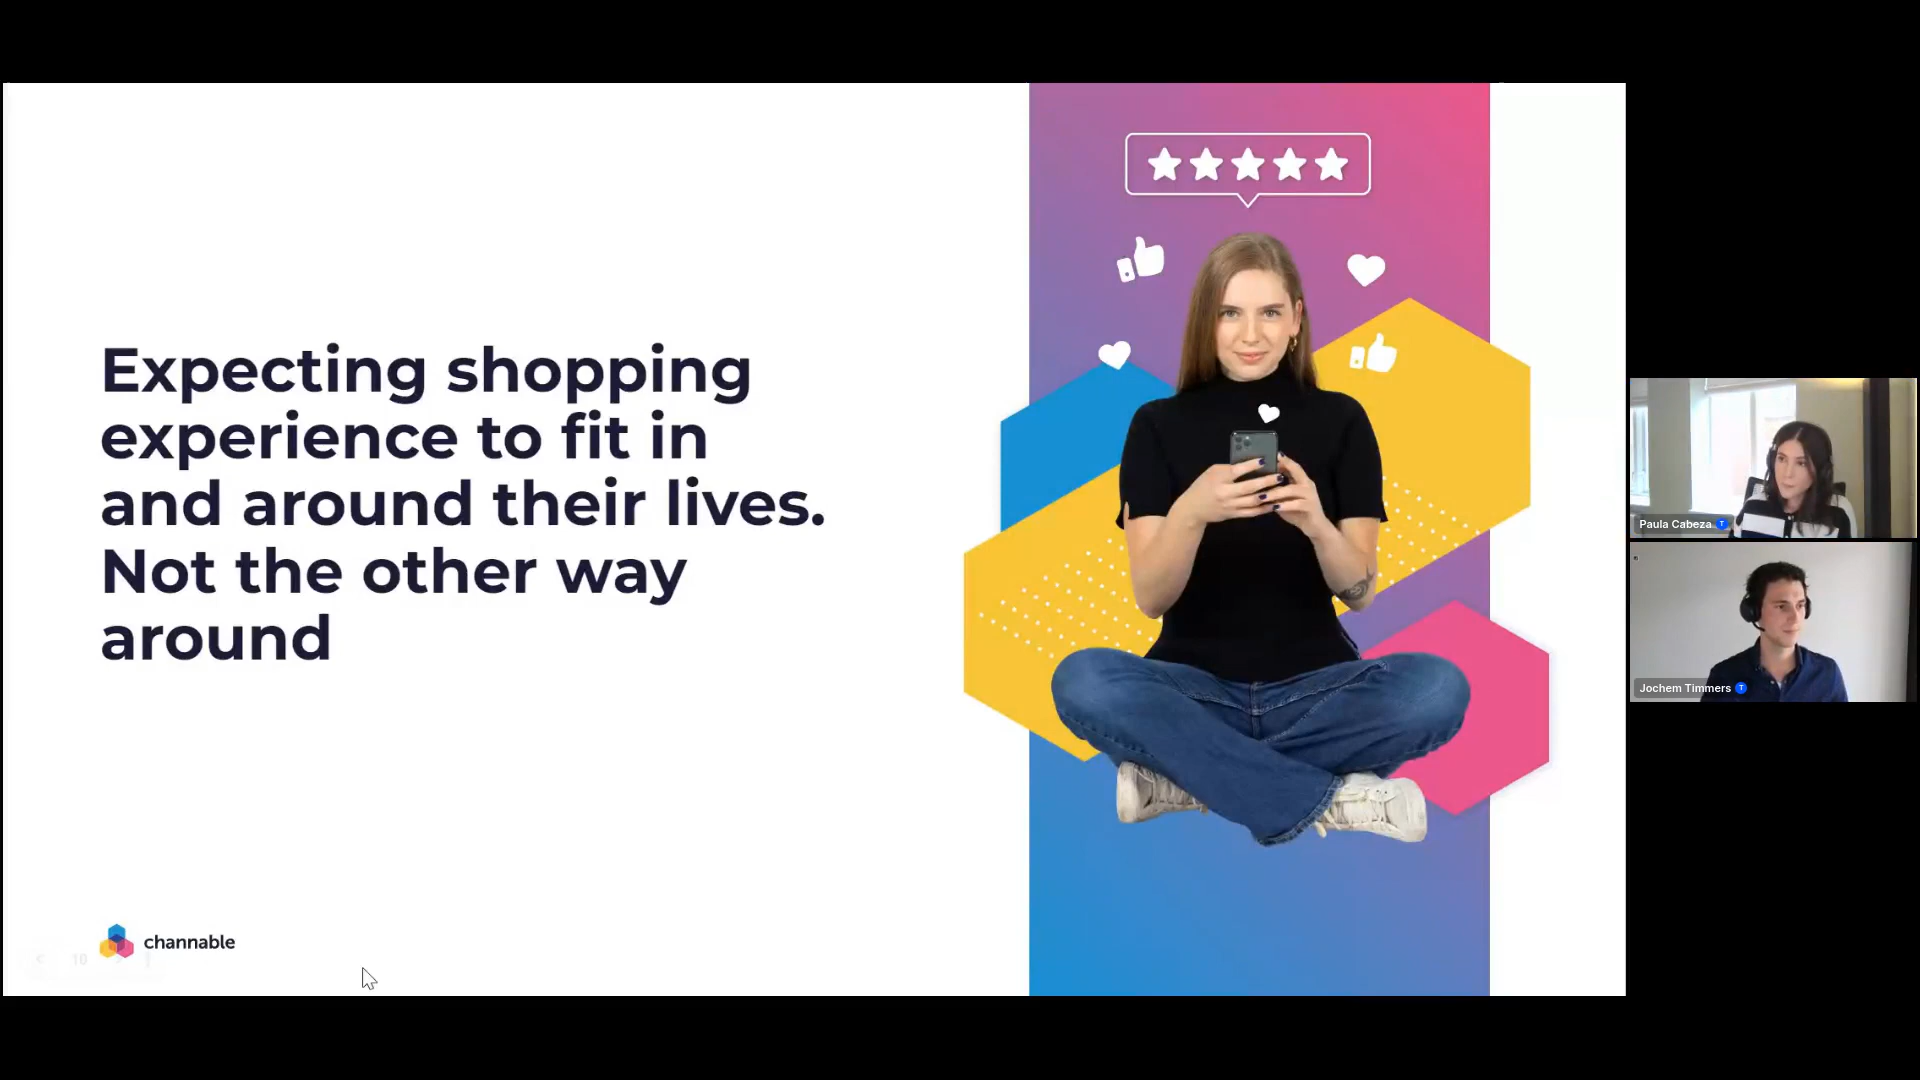 Expecting shopping
experience to fit in
and around their lives.
Not the other way
around
channable
10
Paula Cabeza T
Jochem Timmers T